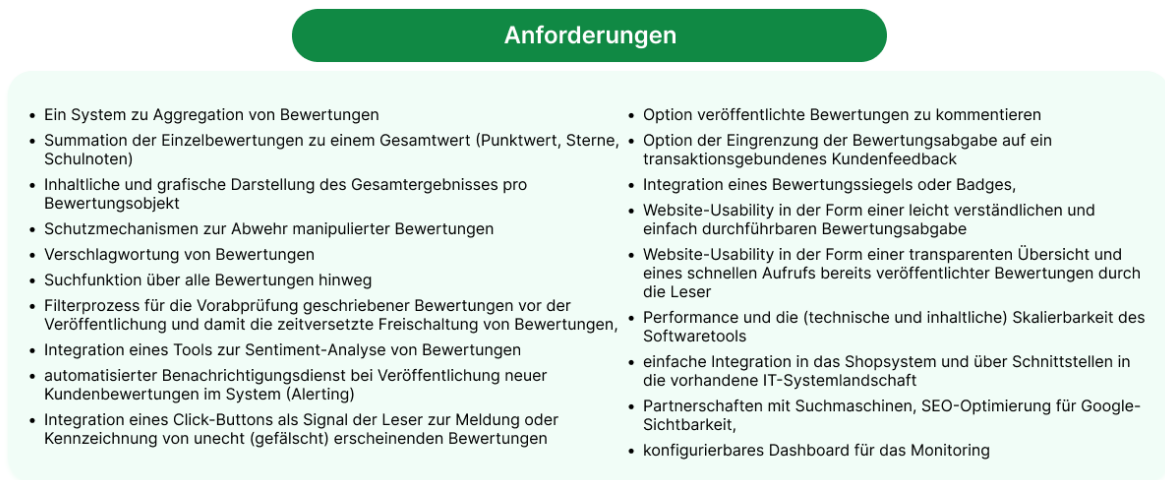 Anforderungen
• Ein System zu Aggregation von Bewertungen
• Summation der Einzelbewertungen zu einem Gesamtwert (Punktwert, Sterne,
Schulnoten)
• Inhaltliche und grafische Darstellung des Gesamtergebnisses pro
Bewertungsobjekt
• Schutzmechanismen zur Abwehr manipulierter Bewertungen
• Verschlagwortung von Bewertungen
• Suchfunktion über alle Bewertungen hinweg
• Filterprozess für die Vorabprüfung geschriebener Bewertungen vor der
Veröffentlichung und damit die zeitversetzte Freischaltung von Bewertungen,
• Integration eines Tools zur Sentiment-Analyse von Bewertungen
• automatisierter Benachrichtigungsdienst bei Veröffentlichung neuer
Kundenbewertungen im System (Alerting)
• Integration eines Click-Buttons als Signal der Leser zur Meldung oder
Kennzeichnung von unecht (gefälscht) erscheinenden Bewertungen
• Option veröffentlichte Bewertungen zu kommentieren
• Option der Eingrenzung der Bewertungsabgabe auf ein
transaktionsgebundenes Kundenfeedback
• Integration eines Bewertungssiegels oder Badges,
• Website-Usability in der Form einer leicht verständlichen und
einfach durchführbaren Bewertungsabgabe
• Website-Usability in der Form einer transparenten Übersicht und
eines schnellen Aufrufs bereits veröffentlichter Bewertungen durch
die Leser
• Performance und die (technische und inhaltliche) Skalierbarkeit des
Softwaretools
• einfache Integration in das Shopsystem und über Schnittstellen in
die vorhandene IT-Systemlandschaft
• Partnerschaften mit Suchmaschinen, SEO-Optimierung für Google-
Sichtbarkeit,
• konfigurierbares Dashboard für das Monitoring